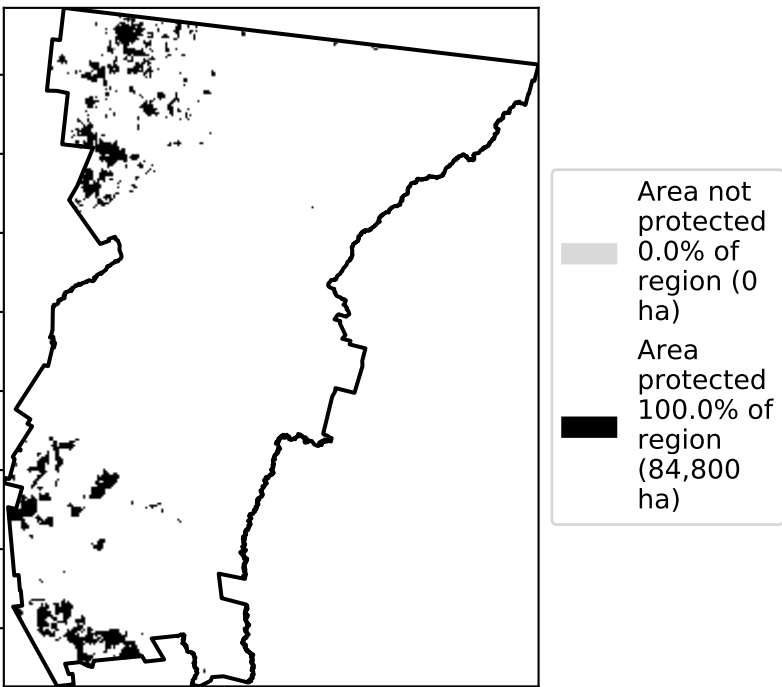 Area not
protected
0.0% of
region (0
ha)
Area
protected
100.0% of
region
(84,800
ha)